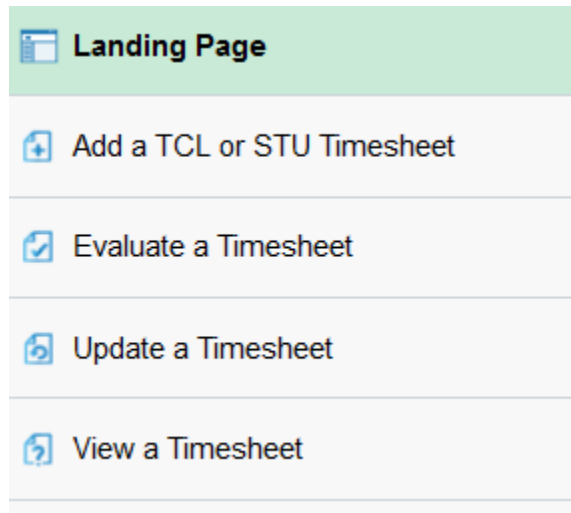 Landing Page
Add a TCL or STU Timesheet
Evaluate a Timesheet
Update a Timesheet
View a Timesheet